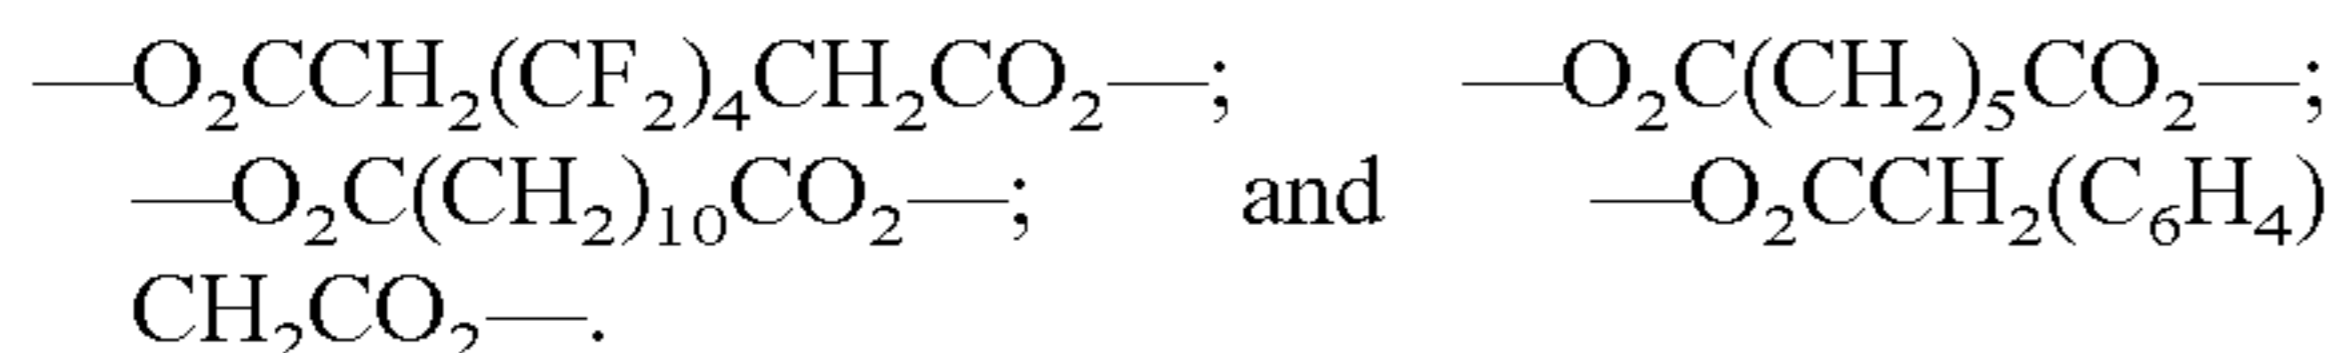 —O₂CCH₂(CF₂)₄CH₂CO₂—; —O₂C(CH₂)₅CO₂—;
—O₂C(CH₂)₁₀CO₂—; and —O₂CCH₂(C₆H₄)
CH₂CO₂—.